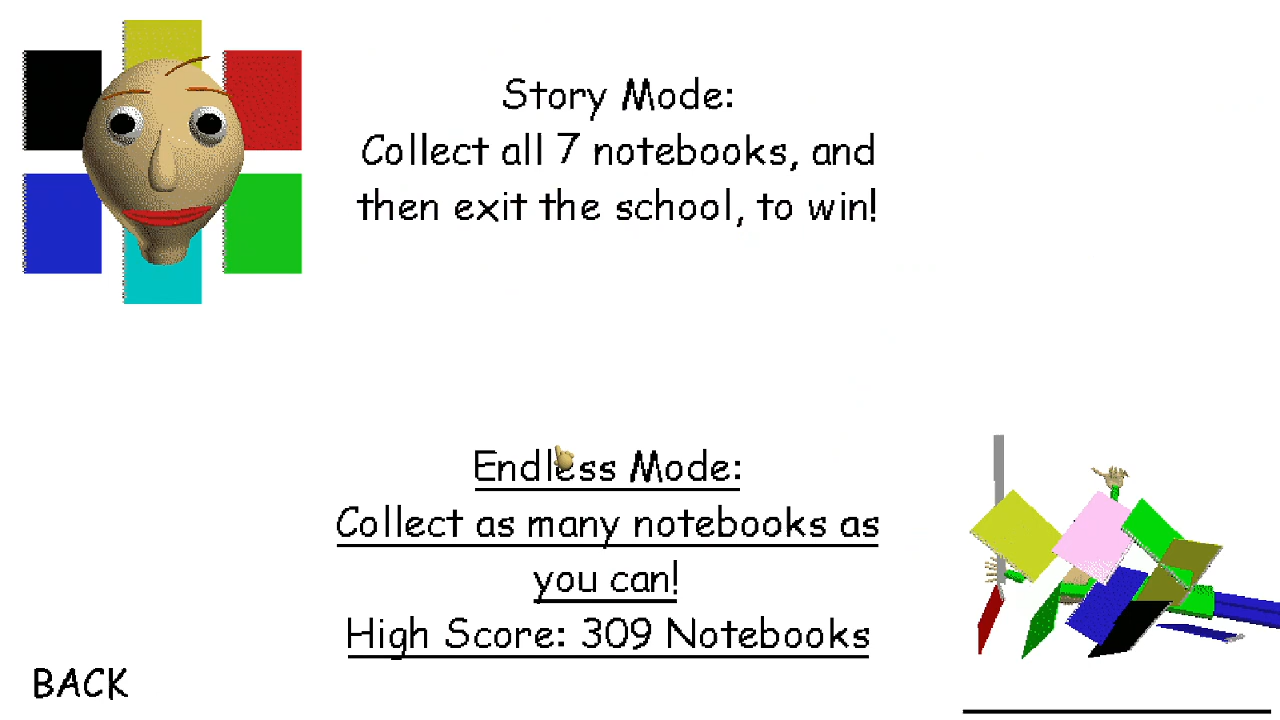 Story Mode:
Collect all 7 notebooks, and
then exit the school, to win!
Endless Mode:
Collect as many notebooks as
you can!
High Score: 309 Notebooks
BACK